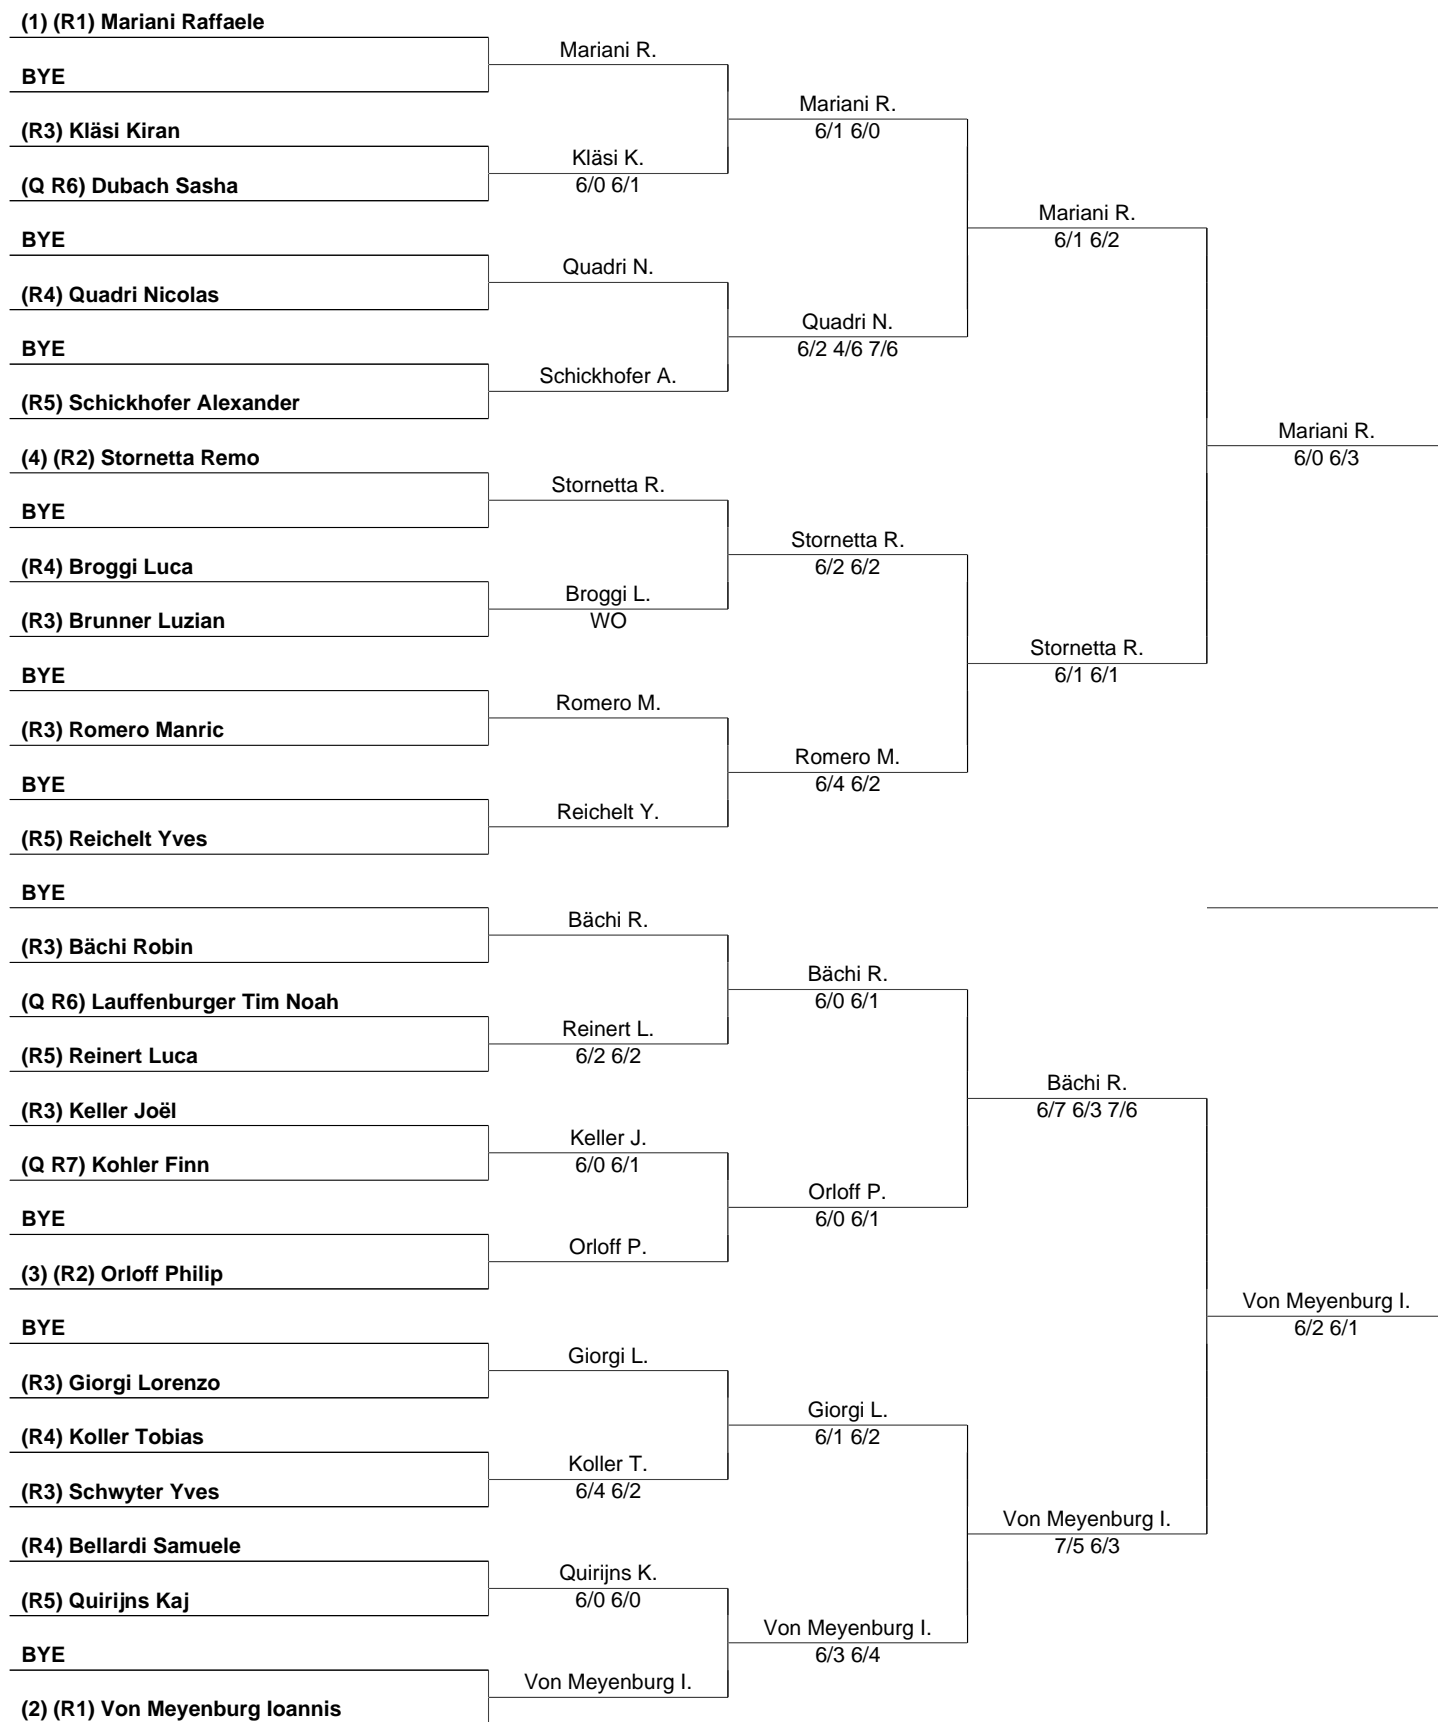 (1) (R1) Mariani Raffaele
BYE
(R3) Kläsi Kiran
(Q R6) Dubach Sasha
BYE
(R4) Quadri Nicolas
BYE
(R5) Schickhofer Alexander
(4) (R2) Stornetta Remo
BYE
(R4) Broggi Luca
(R3) Brunner Luzian
BYE
(R3) Romero Manric
BYE
(R5) Reichelt Yves
BYE
(R3) Bächi Robin
(Q R6) Lauffenburger Tim Noah
(R5) Reinert Luca
(R3) Keller Joël
(Q R7) Kohler Finn
BYE
(3) (R2) Orloff Philip
BYE
(R3) Giorgi Lorenzo
(R4) Koller Tobias
(R3) Schwyter Yves
(R4) Bellardi Samuele
(R5) Quirijns Kaj
BYE
(2) (R1) Von Meyenburg Ioannis
Mariani R.
Kläsi K.
6/0 6/1
Quadri N.
Schickhofer A.
Stornetta R.
Broggi L.
WO
Romero M.
Reichelt Y.
Bächi R.
Reinert L.
6/2 6/2
Keller J.
6/0 6/1
Orloff P.
Giorgi L.
Koller T.
6/4 6/2
Quirijns K.
6/0 6/0
Von Meyenburg I.
Mariani R.
6/1 6/0
Quadri N.
6/2 4/6 7/6
Stornetta R.
6/2 6/2
Romero M.
6/4 6/2
Bächi R.
6/0 6/1
Orloff P.
6/0 6/1
Giorgi L.
6/1 6/2
Von Meyenburg I.
6/3 6/4
Mariani R.
6/1 6/2
Stornetta R.
6/1 6/1
Bächi R.
6/7 6/3 7/6
Von Meyenburg I.
7/5 6/3
Mariani R.
6/0 6/3
Von Meyenburg I.
6/2 6/1